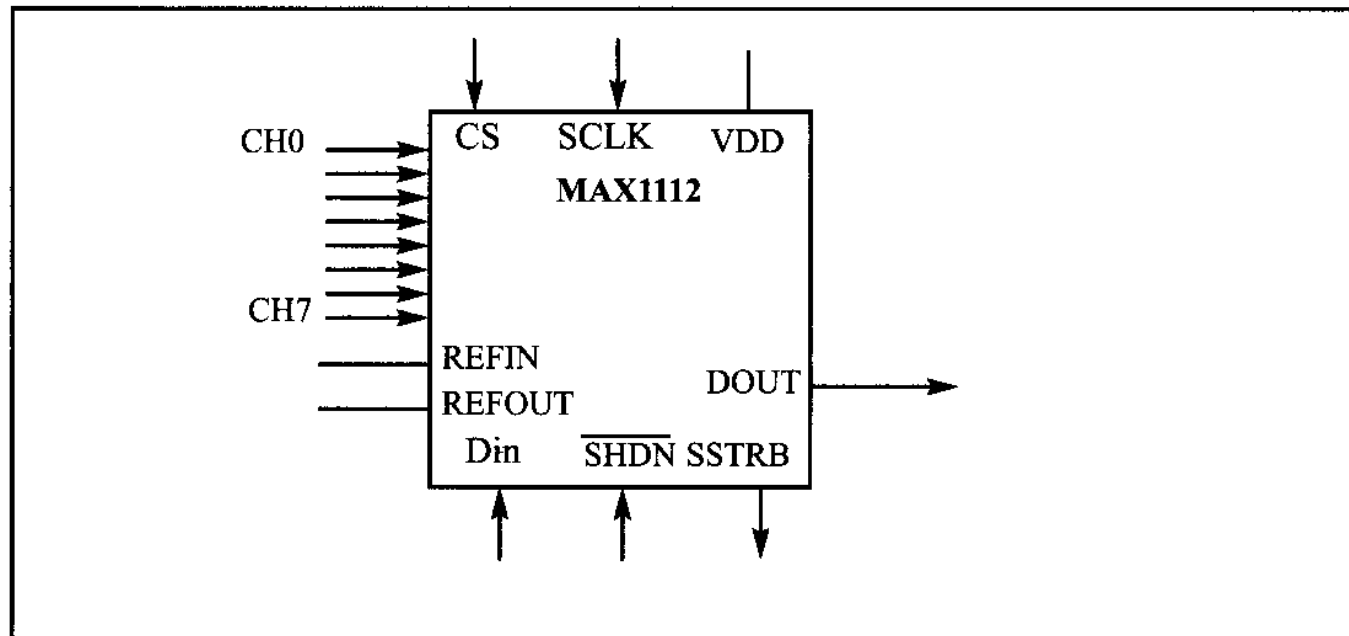 CS SCLK VDD
CH0
MAX1112
CH7
REFIN
DOUT
REFOUT
Din SHDN SSTRB